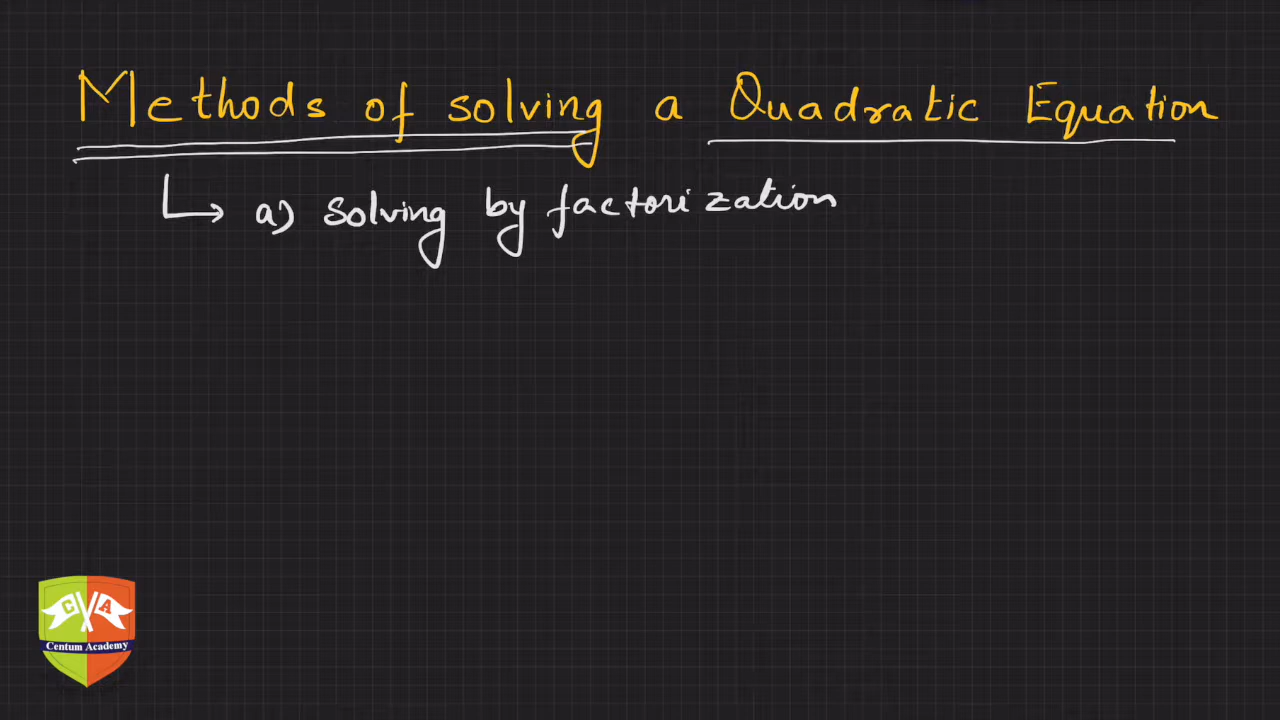 Methods of solving a Quadratic Equation
a) solving by factorization
C A
Centum Academy